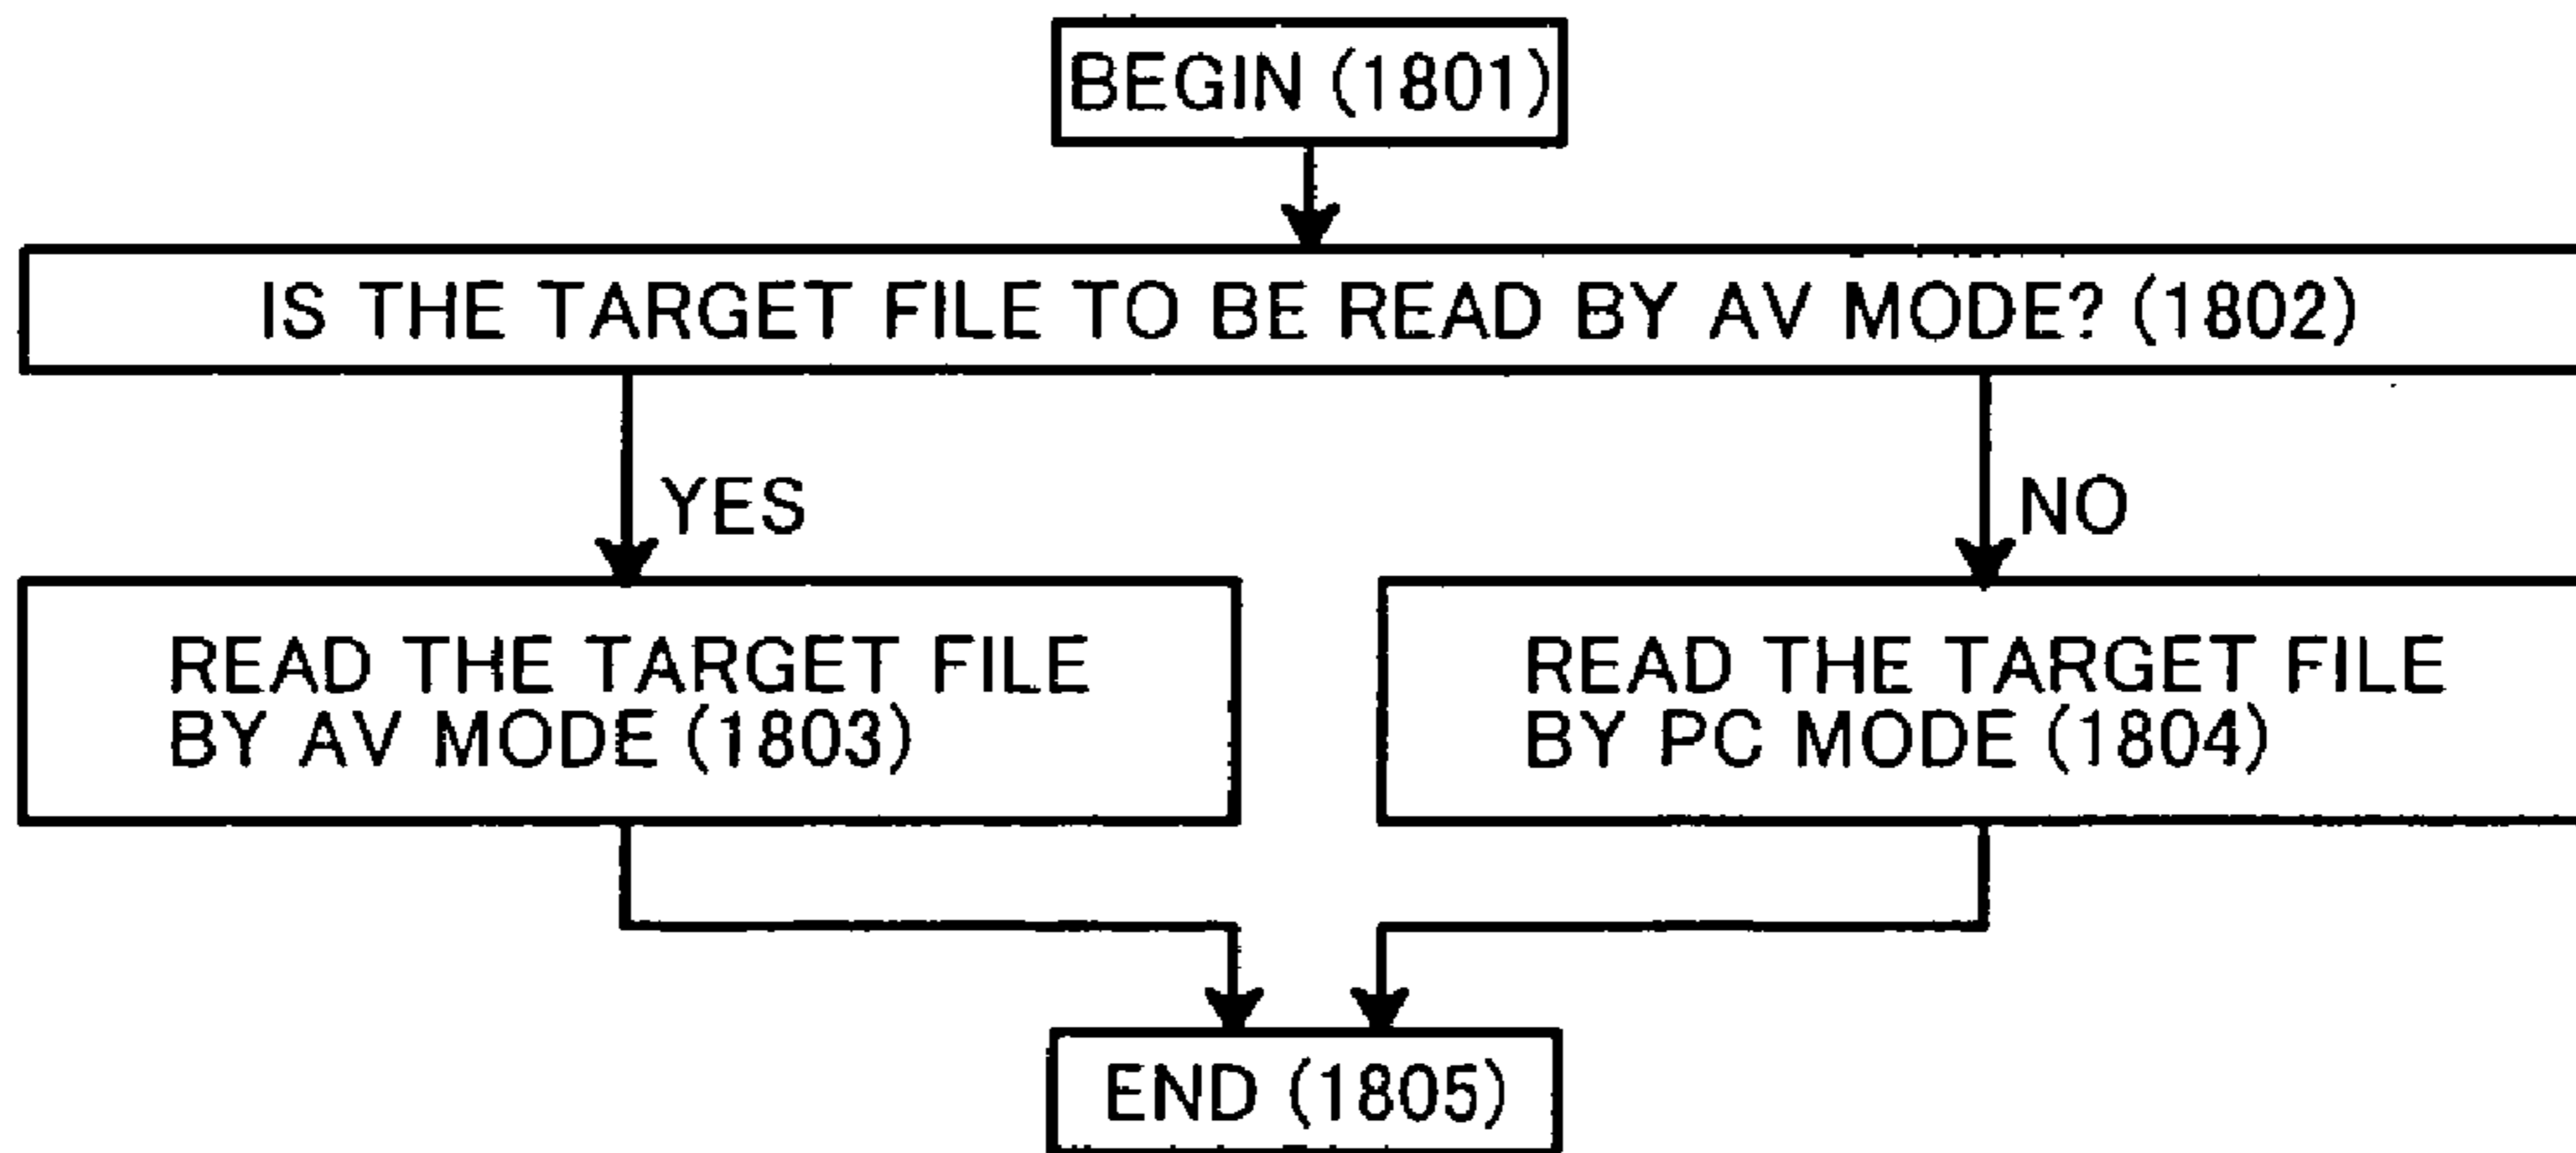 BEGIN (1801)
IS THE TARGET FILE TO BE READ BY AV MODE? (1802)
YES
NO
READ THE TARGET FILE
BY AV MODE (1803)
READ THE TARGET FILE
BY PC MODE (1804)
END (1805)